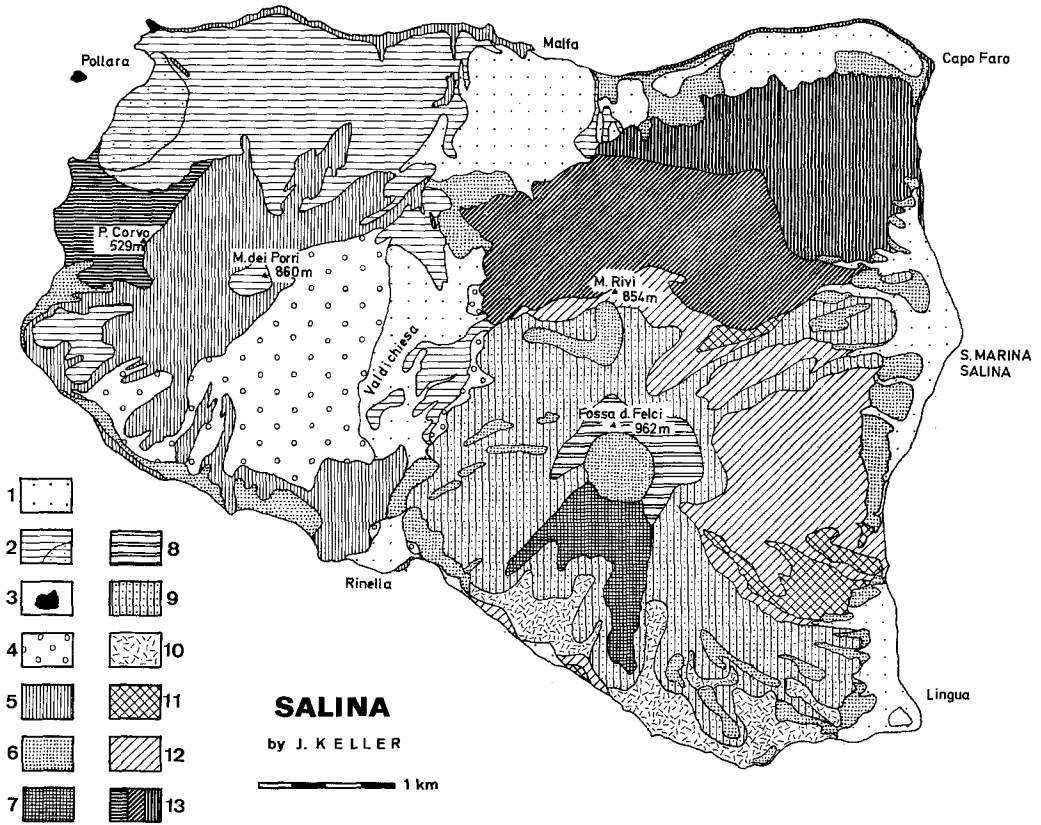 Pollara
Malfa
Capo Faro
P. Corvo
529m
M. dei Porri
860m
M. Rivi
854m
Valdichiesa
S. MARINA
SALINA
Fossa d. Felci
962m
Rinella
Lingua
1
2
3
4
5
6
7
8
9
10
11
12
13
SALINA
by J. KELLER
1 km